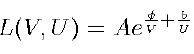 L(V, U) = Ae^{\frac{\phi}{V} + \frac{b}{U}}